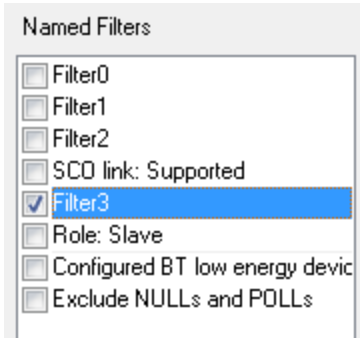 Named Filters
Filter0
Filter1
Filter2
SCO link: Supported
Filter3
Role: Slave
Configured BT low energy devic
Exclude NULLs and POLLs